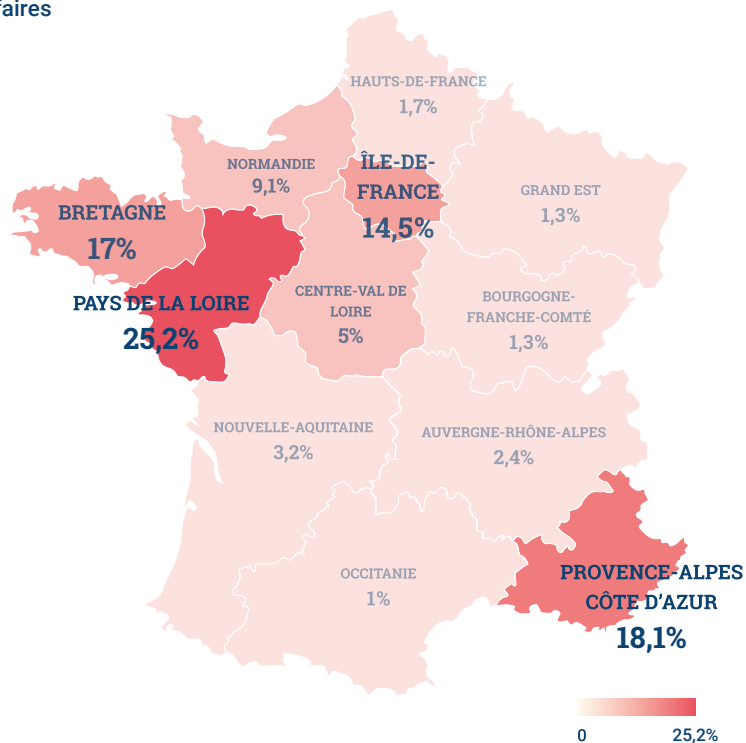 faires
HAUTS-DE-FRANCE
1,7%
NORMANDIE
9,1%
ÎLE-DE-
FRANCE
14,5%
GRAND EST
1,3%
BRETAGNE
17%
PAYS DE LA LOIRE
25,2%
CENTRE-VAL DE
LOIRE
5%
BOURGOGNE-
FRANCHE-COMTÉ
1,3%
NOUVELLE-AQUITAINE
3,2%
AUVERGNE-RHÔNE-ALPES
2,4%
OCCITANIE
1%
PROVENCE-ALPES
CÔTE D'AZUR
18,1%
0
25,2%